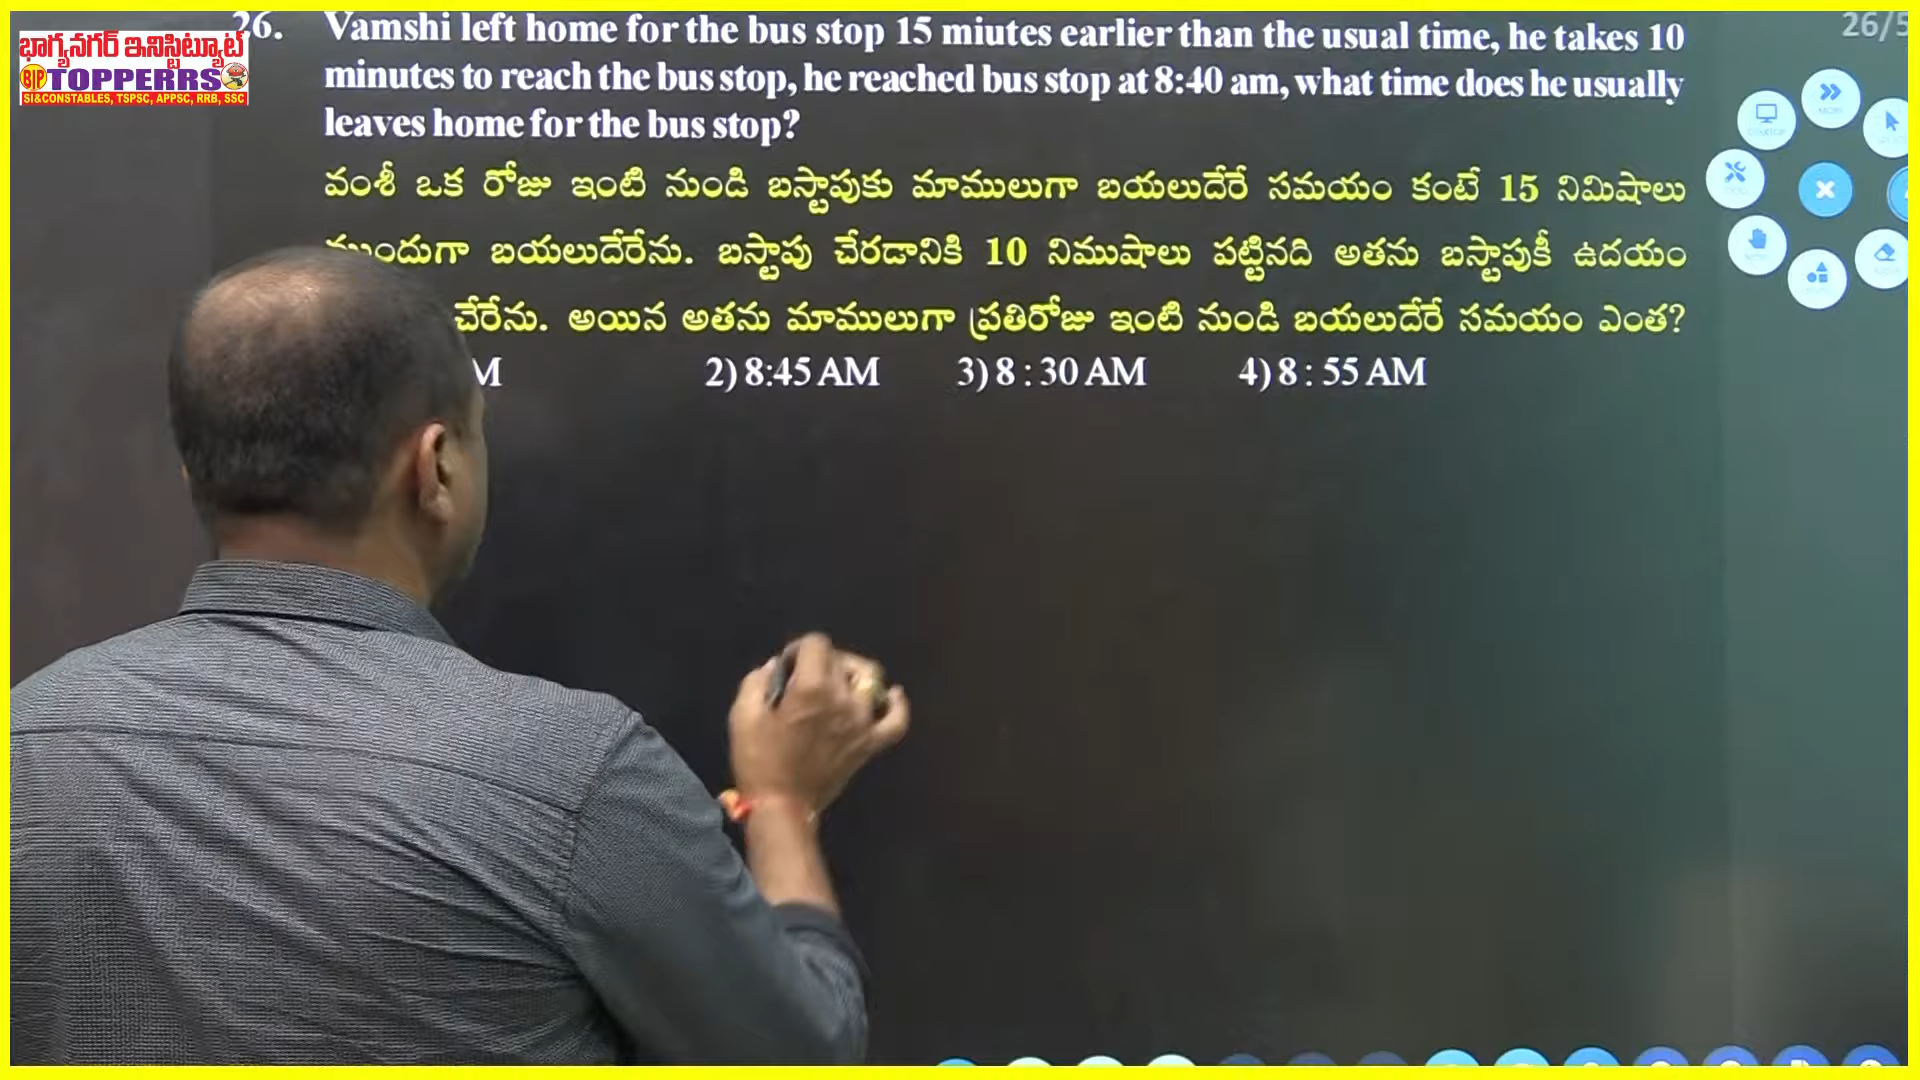 భాగ్యనగర్ ఇనిస్టిట్యూట్
TOPPERRS
SI&CONSTABLES, TSPSC, APPSC, RRB, SSC
26.
Vamshi left home for the bus stop 15 miutes earlier than the usual time, he takes 10
minutes to reach the bus stop, he reached bus stop at 8:40 am, what time does he usually
leaves home for the bus stop?
వంశీ ఒక రోజు ఇంటి నుండి బస్టాపుకు మాములుగా బయలుదేరే సమయం కంటే 15 నిమిషాలు
ముందుగా బయలుదేరేను. బస్టాపు చేరడానికి 10 నిముషాలు పట్టినది అతను బస్టాపుకీ ఉదయం
చేరేను. అయిన అతను మాములుగా ప్రతిరోజు ఇంటి నుండి బయలుదేరే సమయం ఎంత?
M 2) 8:45 AM 3) 8 : 30 AM 4) 8 : 55 AM
26/5